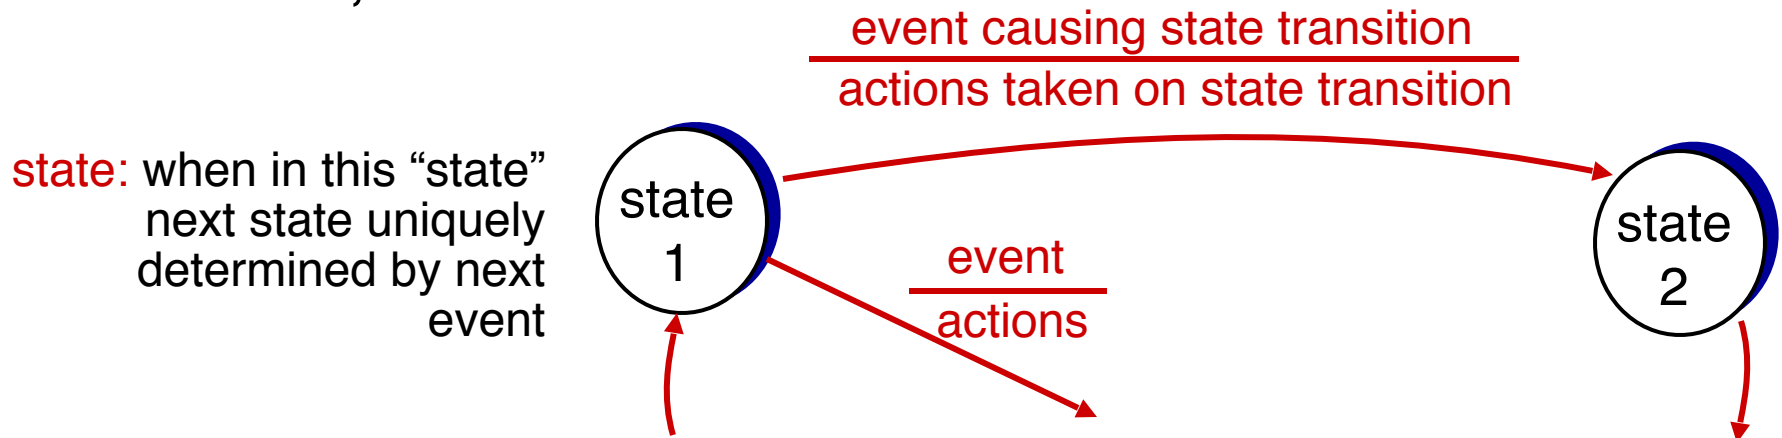 event causing state transition
actions taken on state transition
state: when in this “state”
next state uniquely
determined by next
event
state
1
event
actions
state
2